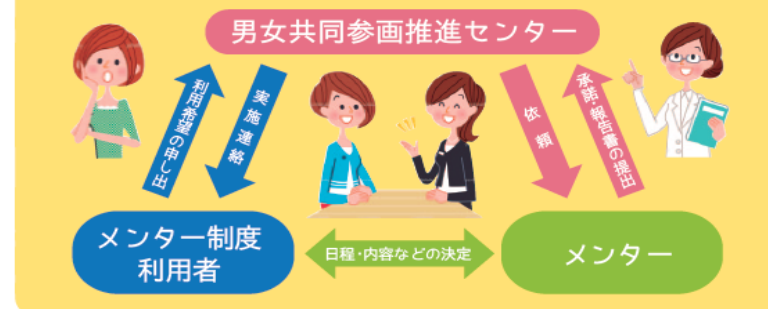 男女共同参画推進センター
利用希望の申し出
実施連絡
依頼
承諾・報告書の提出
メンター制度
利用者
日程・内容などの決定
メンター